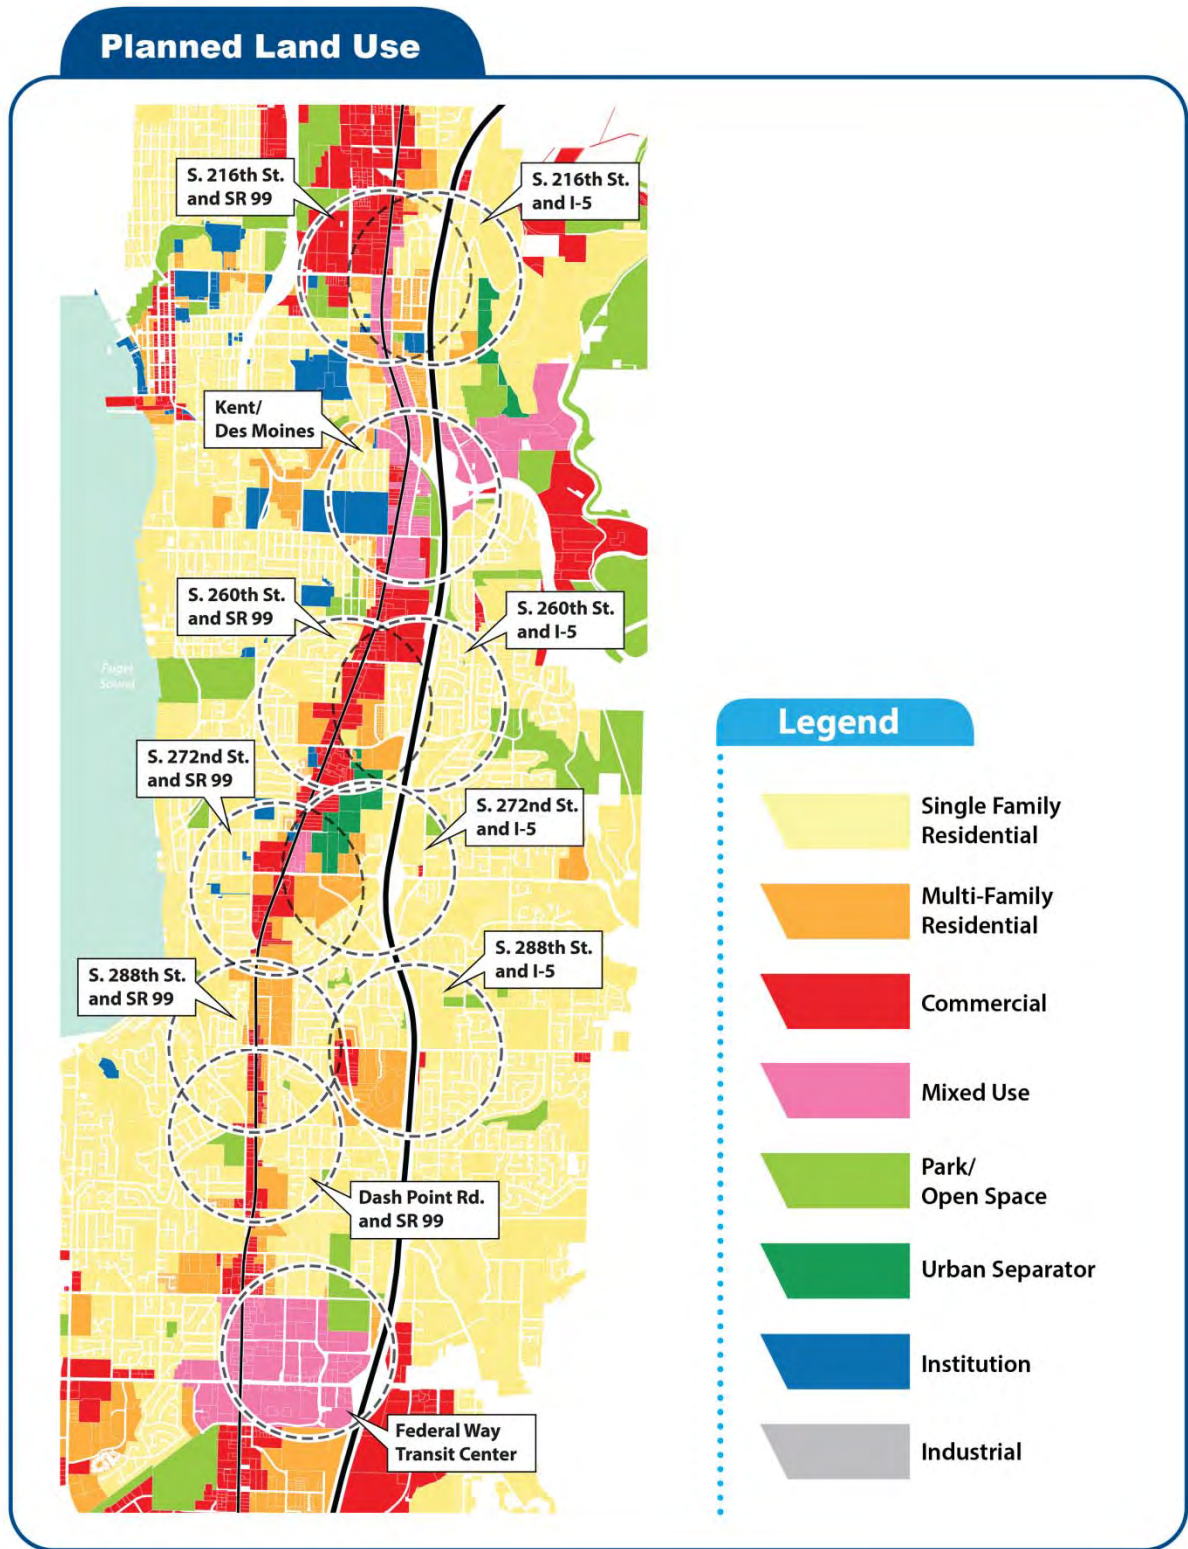 Planned Land Use
S. 216th St.
and SR 99
S. 216th St.
and I-5
Kent/
Des Moines
S. 260th St.
and SR 99
S. 260th St.
and I-5
Puget
Sound
S. 272nd St.
and SR 99
S. 272nd St.
and I-5
S. 288th St.
and SR 99
S. 288th St.
and I-5
Dash Point Rd.
and SR 99
Federal Way
Transit Center
Legend
Single Family
Residential
Multi-Family
Residential
Commercial
Mixed Use
Park/
Open Space
Urban Separator
Institution
Industrial